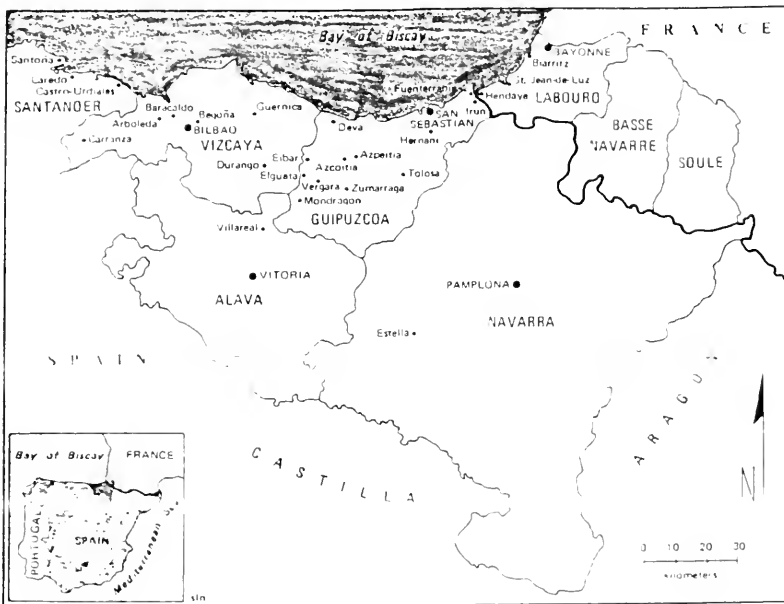 FRANCE
Bay of Biscay
BAYONNE
Biarritz
St. Jean-de-Luz
Santoña
Laredo
Castro-Urdiales
Fuenterrabia
Hendaye
LABOURD
SANTANDER
Baracaldo
Begoña
Guernica
SAN
SEBASTIAN
Irun
Arboleda
BILBAO
Deva
Hernani
BASSE
NAVARRE
Carranza
VIZCAYA
Eibar
Azpeitia
SOULE
Durango
Azcoitia
Elgueta
Tolosa
Vergara
Zumarraga
Mondragon
GUIPUZCOA
Villareal
VITORIA
PAMPLONA
ALAVA
NAVARRA
Estella
SPAIN
ARAGON
CASTILLA
N
Bay of Biscay
FRANCE
PORTUGAL
SPAIN
Mediterranean
0 10 20 30
kilometers
sln